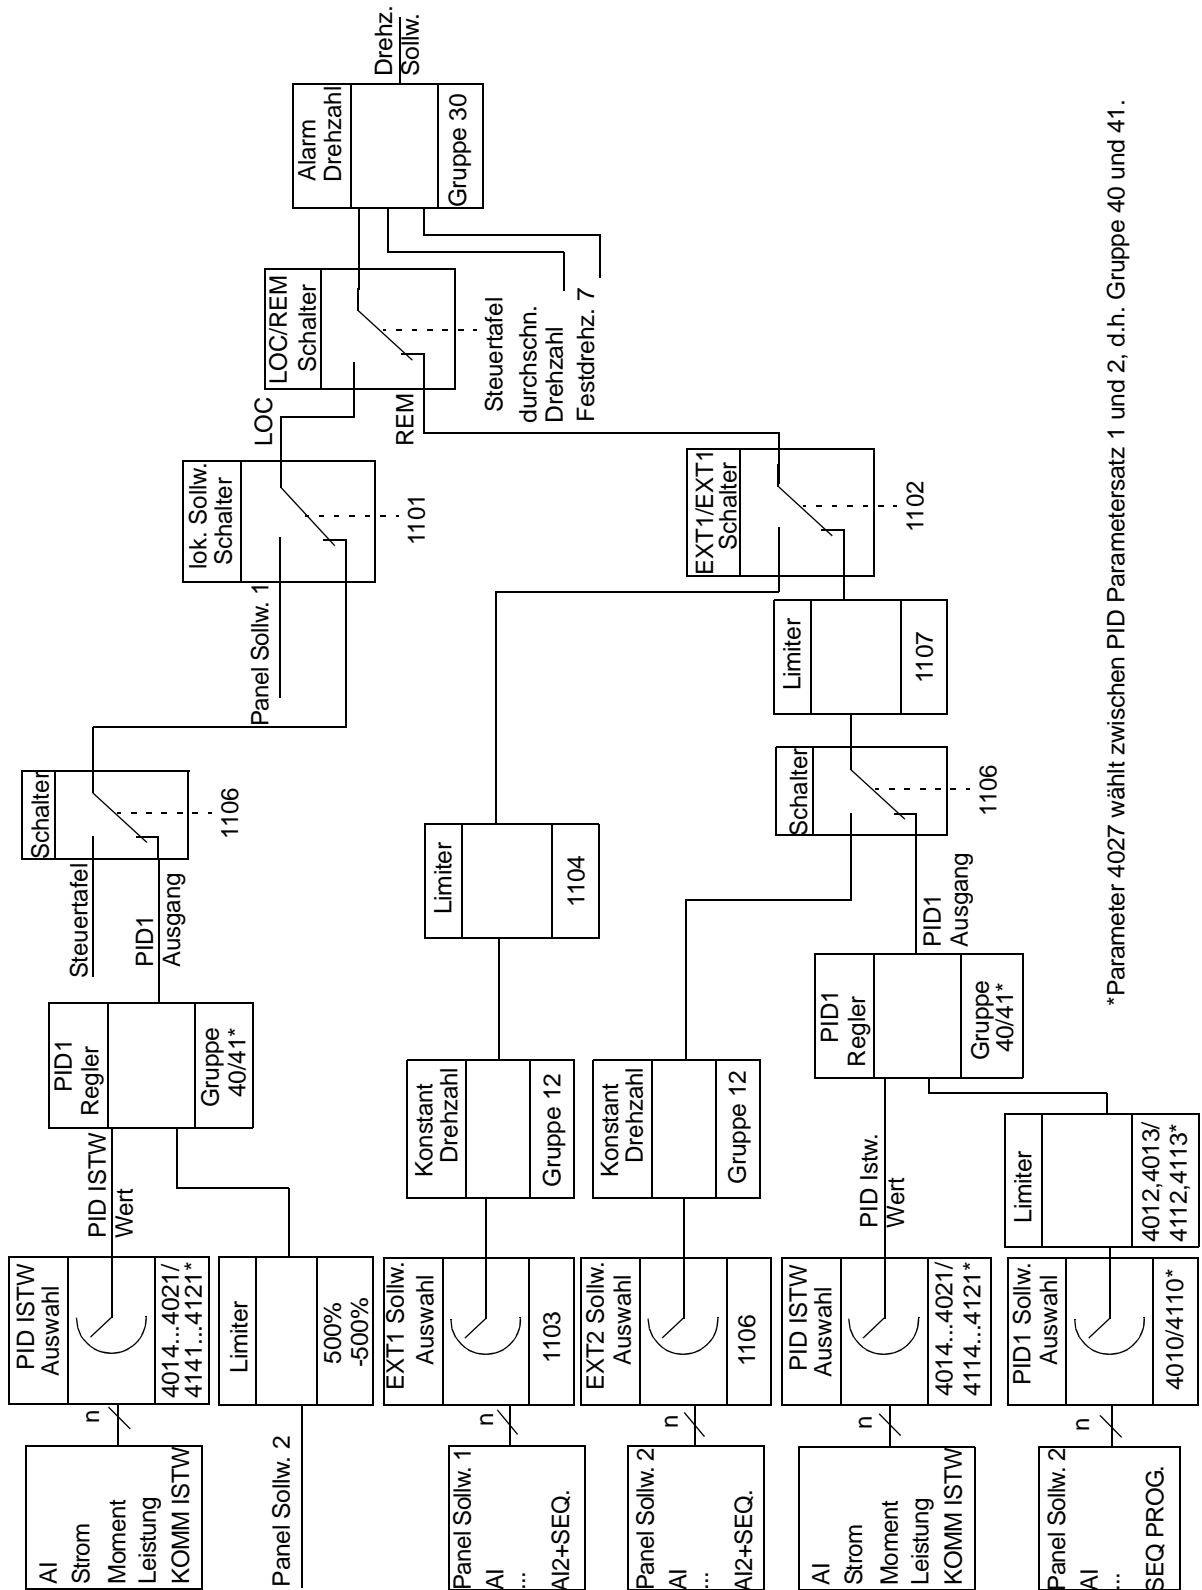 AI
Strom
Moment
Leistung
KOMM ISTW
n
PID ISTW
Auswahl
4014...4021/
4141...4121*
PID ISTW
Wert
PID1
Regler
Gruppe
40/41*
Steuertafel
PID1
Ausgang
Schalter
1106
Panel Sollw. 2
Limiter
500%
-500%
Panel Sollw. 1
lok. Sollw.
Schalter
1101
LOC
REM
LOC/REM
Schalter
Steuertafel
durchschn.
Drehzahl
Festdrehz. 7
Alarm
Drehzahl
Gruppe 30
Drehz.
Sollw.
Panel Sollw. 1
AI
...
AI2+SEQ.
n
EXT1 Sollw.
Auswahl
1103
Konstant
Drehzahl
Gruppe 12
Limiter
1104
Panel Sollw. 2
AI
...
AI2+SEQ.
n
EXT2 Sollw.
Auswahl
1106
Konstant
Drehzahl
Gruppe 12
EXT1/EXT1
Schalter
1102
AI
Strom
Moment
Leistung
KOMM ISTW
n
PID ISTW
Auswahl
4014...4021/
4114...4121*
PID Istw.
Wert
PID1
Regler
Gruppe
40/41*
PID1
Ausgang
Schalter
1106
Limiter
1107
Panel Sollw. 2
AI
...
SEQ PROG.
n
PID1 Sollw.
Auswahl
4010/4110*
Limiter
4012,4013/
4112,4113*
*Parameter 4027 wählt zwischen PID Parametersatz 1 und 2, d.h. Gruppe 40 und 41.